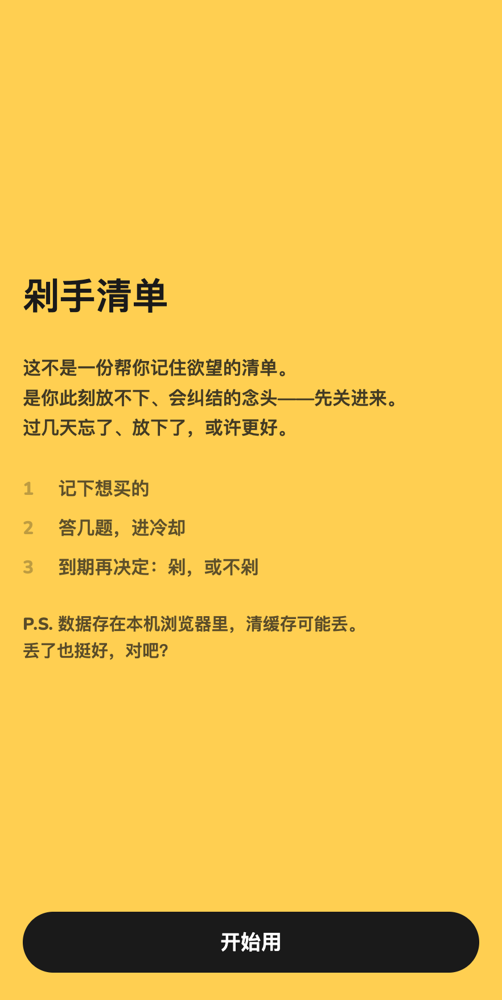 剁手清单
这不是一份帮你记住欲望的清单。
是你此刻放不下、会纠结的念头——先关进来。
过几天忘了、放下了，或许更好。
1 记下想买的
2 答几题，进冷却
3 到期再决定：剁，或不剁
P.S. 数据存在本机浏览器里，清缓存可能丢。
丢了也挺好，对吧？
开始用